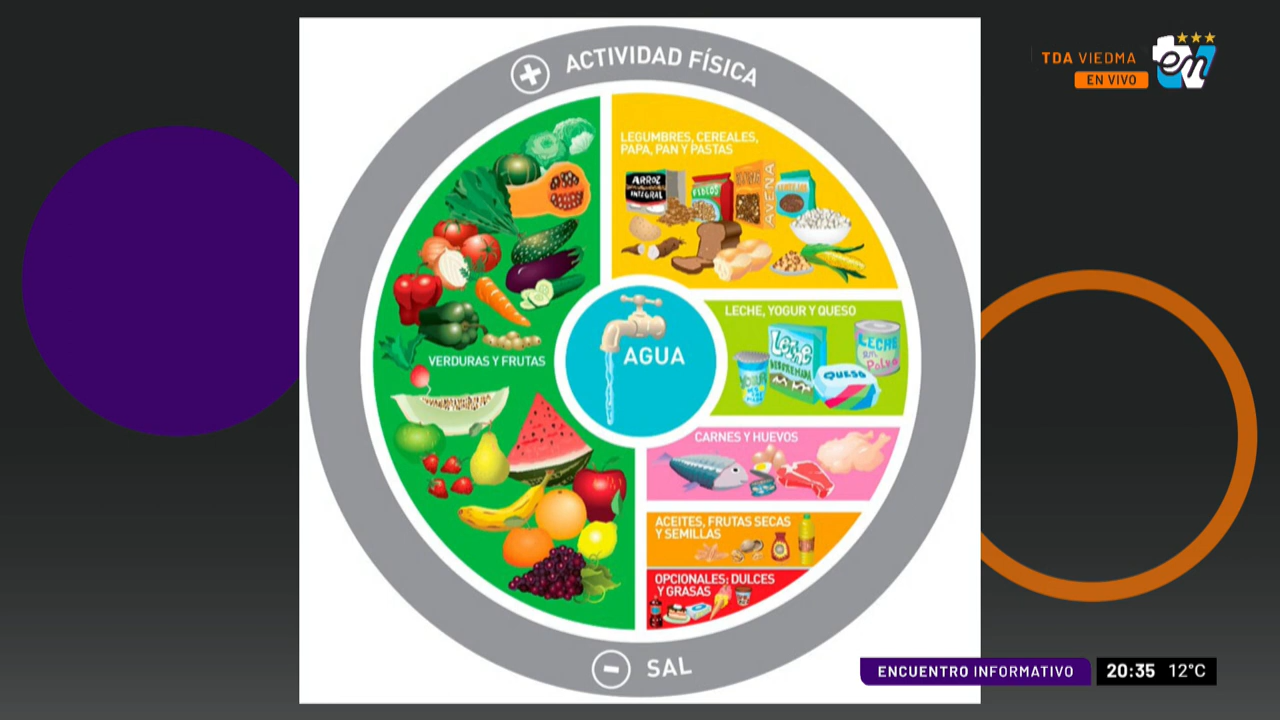 ACTIVIDAD FÍSICA
TDA VIEDMA
EN VIVO
em
LEGUMBRES, CEREALES,
PAPA, PAN Y PASTAS
ARROZ
INTEGRAL
FIDEOS
AVENA
VERDURAS Y FRUTAS
AGUA
LECHE, YOGUR Y QUESO
Leche
DESCREMADA
LECHE
en
Polvo
YOGUR
QUESO
CARNES Y HUEVOS
ACEITES, FRUTAS SECAS
Y SEMILLAS
OPCIONALES: DULCES
Y GRASAS
SAL
ENCUENTRO INFORMATIVO
20:35 12°C